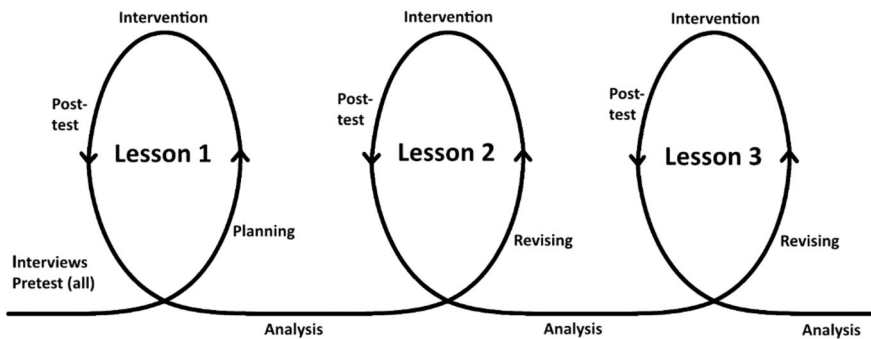 Intervention
Intervention
Intervention
Post-
test
Post-
test
Post-
test
Lesson 1
Lesson 2
Lesson 3
Planning
Revising
Revising
Interviews
Pretest (all)
Analysis
Analysis
Analysis